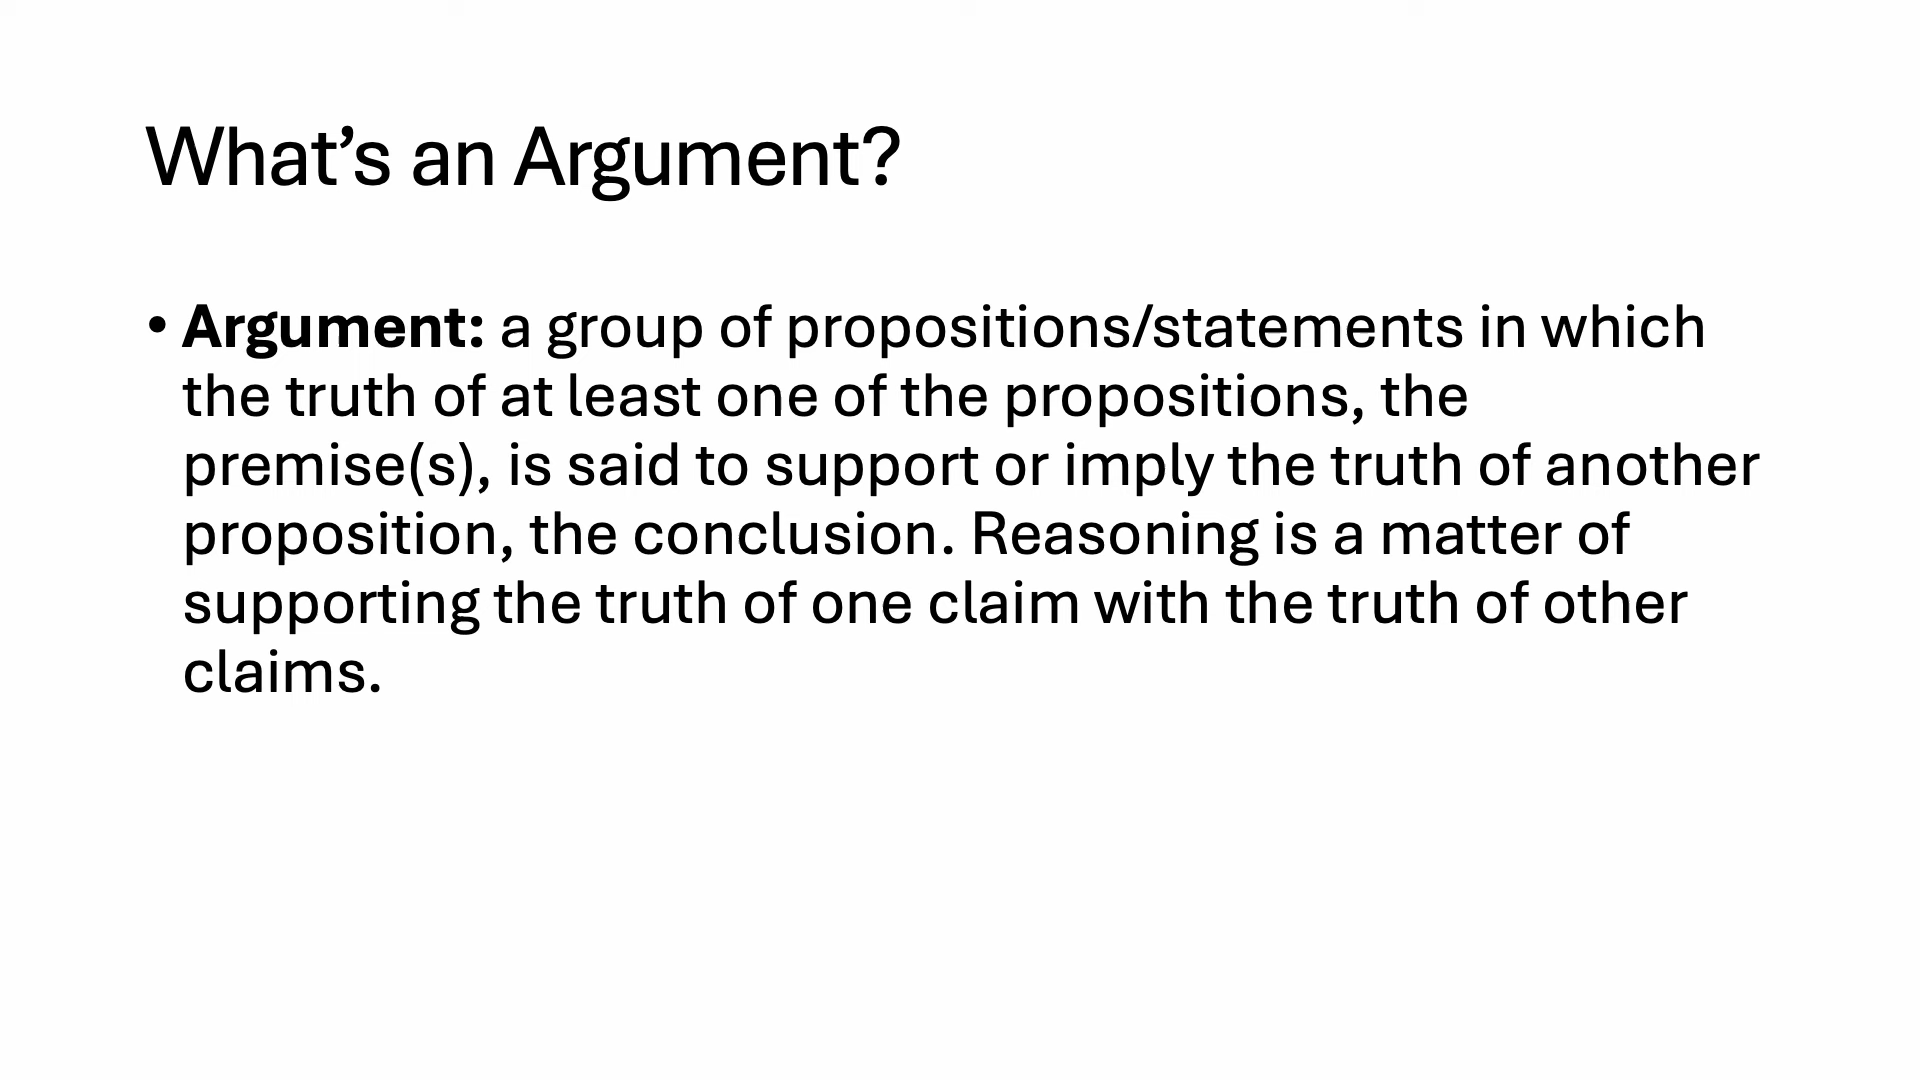 What’s an Argument?
• Argument: a group of propositions/statements in which
the truth of at least one of the propositions, the
premise(s), is said to support or imply the truth of another
proposition, the conclusion. Reasoning is a matter of
supporting the truth of one claim with the truth of other
claims.